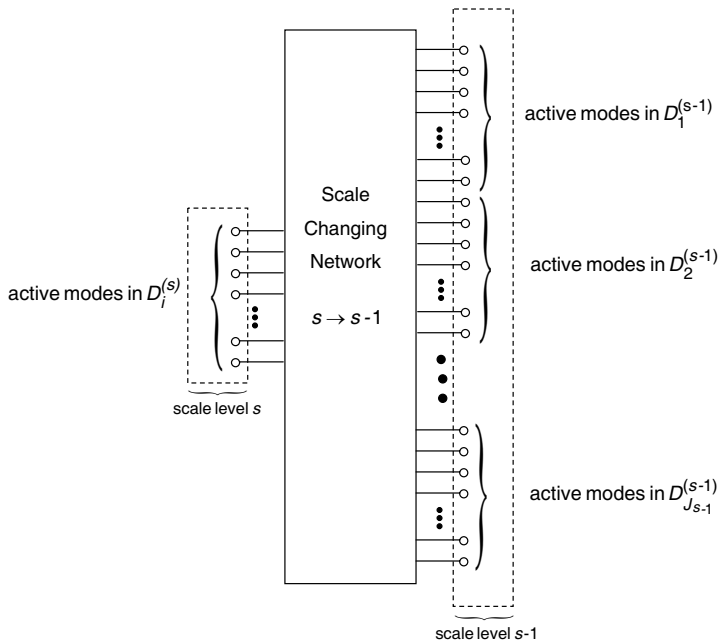 active modes in D_1^(s-1)
Scale
Changing
Network
s → s-1
active modes in D_2^(s-1)
active modes in D_i^(s)
scale level s
active modes in D_{J_{s-1}}^(s-1)
scale level s-1